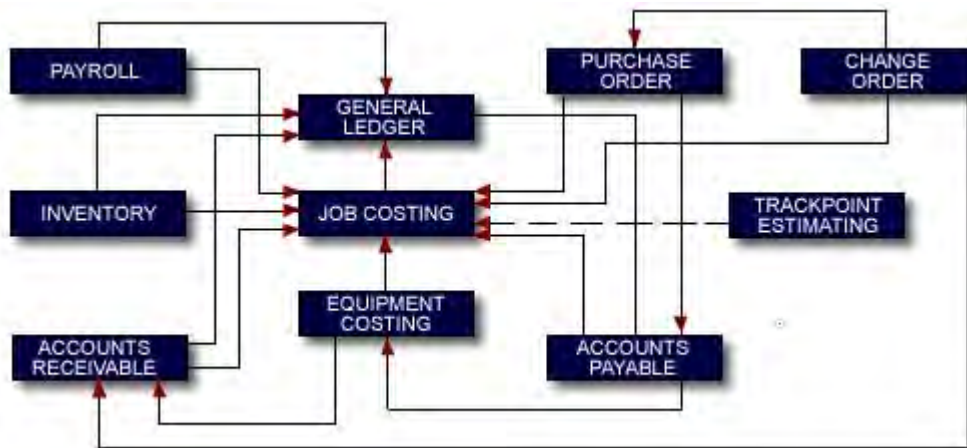 PAYROLL
PURCHASE
ORDER
CHANGE
ORDER
GENERAL
LEDGER
INVENTORY
JOB COSTING
TRACKPOINT
ESTIMATING
EQUIPMENT
COSTING
ACCOUNTS
RECEIVABLE
ACCOUNTS
PAYABLE